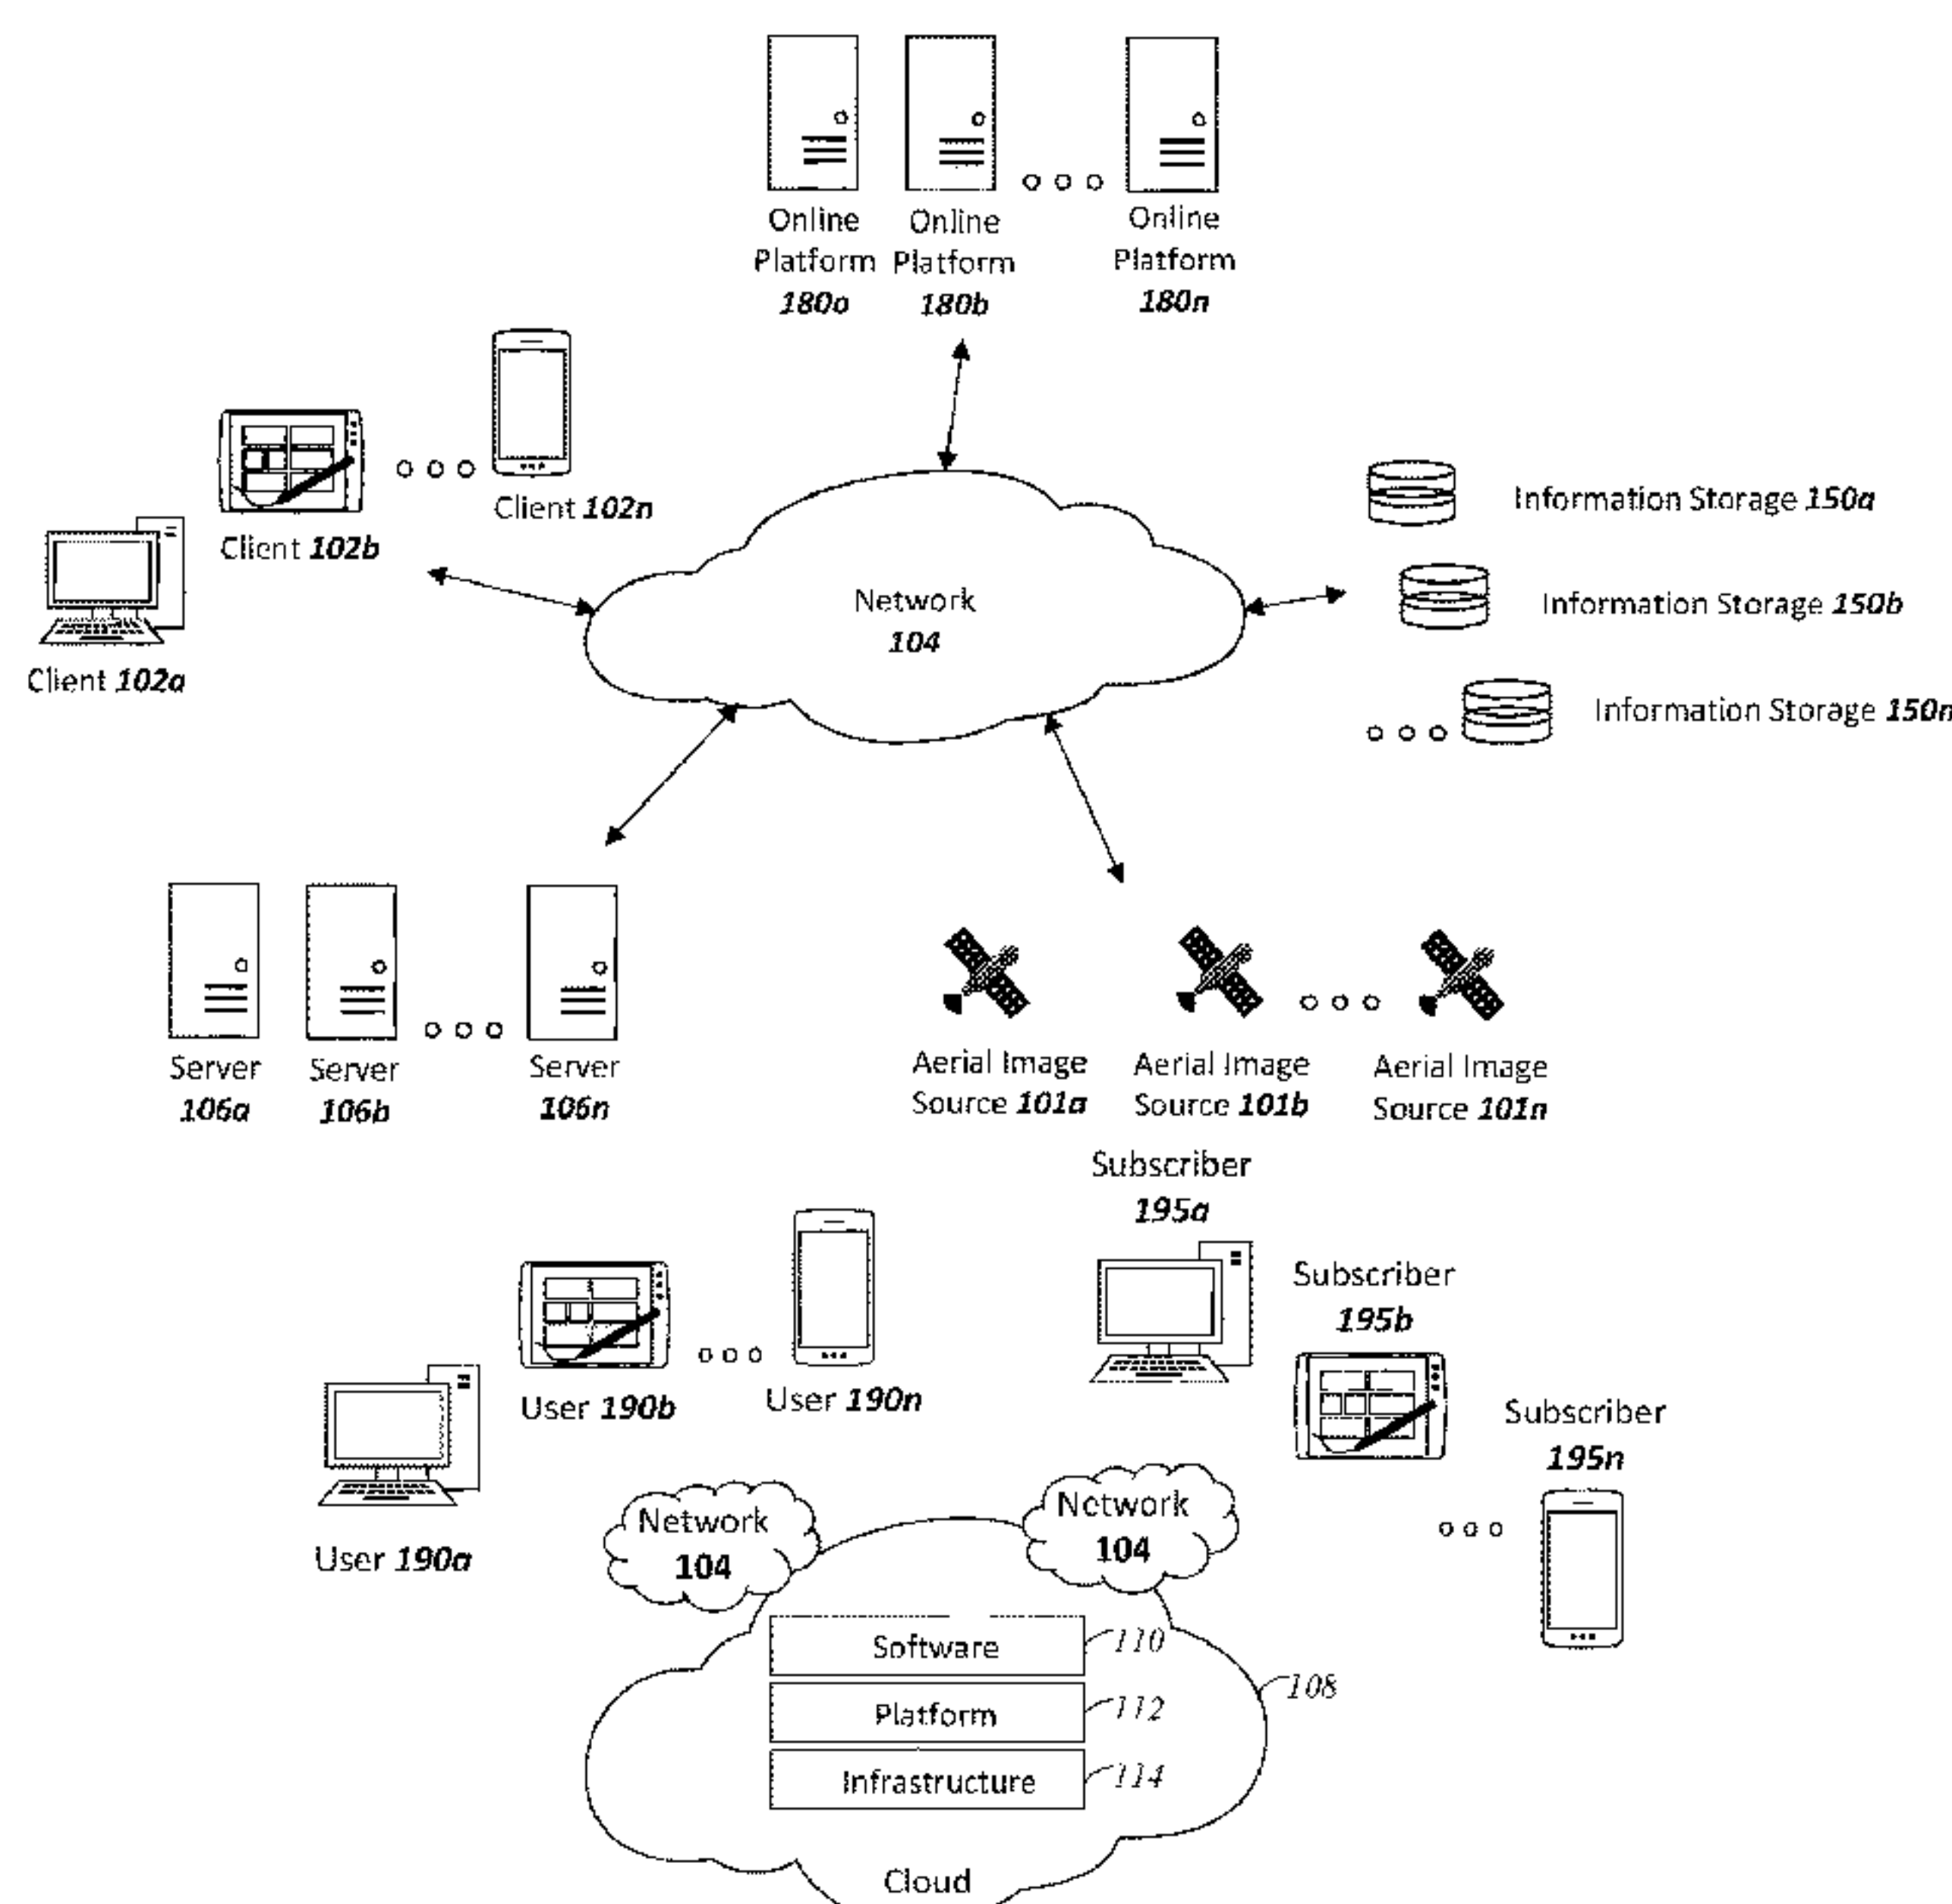 Online
Platform
180a
Online
Platform
180b
Online
Platform
180n
Client 102n
Client 102b
Client 102a
Network
104
Information Storage 150a
Information Storage 150b
Information Storage 150n
Server
106a
Server
106b
Server
106n
Aerial Image
Source 101a
Aerial Image
Source 101b
Aerial Image
Source 101n
Subscriber
195a
Subscriber
195b
Subscriber
195n
User 190n
User 190b
User 190a
Network
104
Network
104
Software
110
Platform
112
Infrastructure
114
108
Cloud